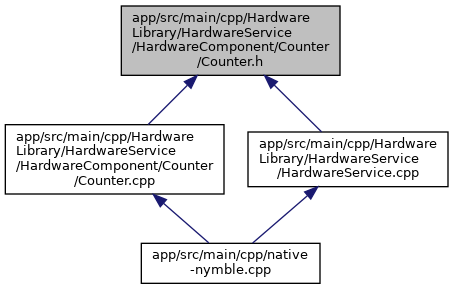 app/src/main/cpp/Hardware
Library/HardwareService
/HardwareComponent/Counter
/Counter.h
app/src/main/cpp/Hardware
Library/HardwareService
/HardwareComponent/Counter
/Counter.cpp
app/src/main/cpp/Hardware
Library/HardwareService
/HardwareService.cpp
app/src/main/cpp/native
-nymble.cpp